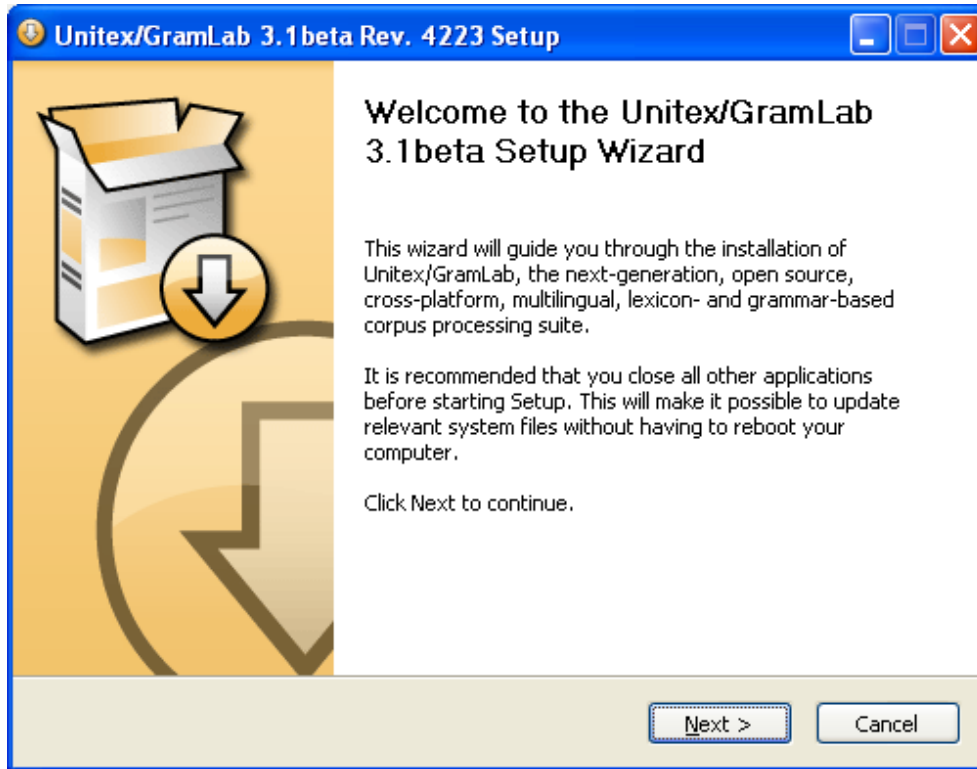 Unitex/GramLab 3.1beta Rev. 4223 Setup
Welcome to the Unitex/GramLab
3.1beta Setup Wizard
This wizard will guide you through the installation of
Unitex/GramLab, the next-generation, open source,
cross-platform, multilingual, lexicon- and grammar-based
corpus processing suite.
It is recommended that you close all other applications
before starting Setup. This will make it possible to update
relevant system files without having to reboot your
computer.
Click Next to continue.
Next >
Cancel